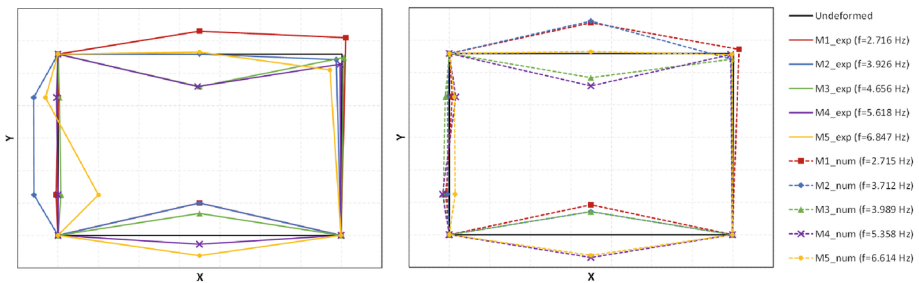 Y
X
Y
X
Undeformed
M1_exp (f=2.716 Hz)
M2_exp (f=3.926 Hz)
M3_exp (f=4.656 Hz)
M4_exp (f=5.618 Hz)
M5_exp (f=6.847 Hz)
M1_num (f=2.715 Hz)
M2_num (f=3.712 Hz)
M3_num (f=3.989 Hz)
M4_num (f=5.358 Hz)
M5_num (f=6.614 Hz)